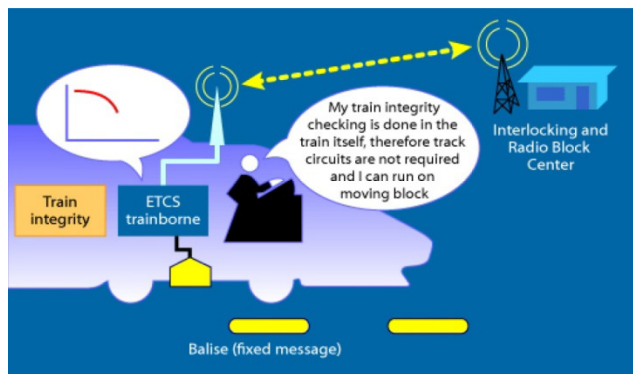 My train integrity
checking is done in the
train itself, therefore track
circuits are not required
and I can run on
moving block
Interlocking and
Radio Block
Center
Train
integrity
ETCS
trainborne
Balise (fixed message)